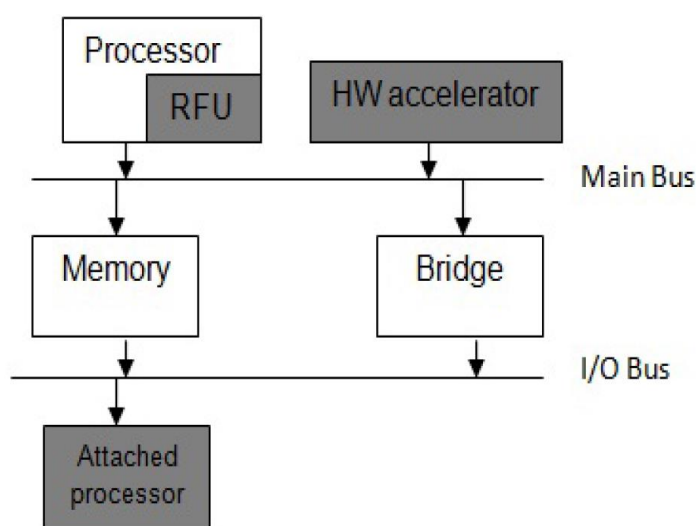 Processor
RFU
HW accelerator
Main Bus
Memory
Bridge
I/O Bus
Attached
processor